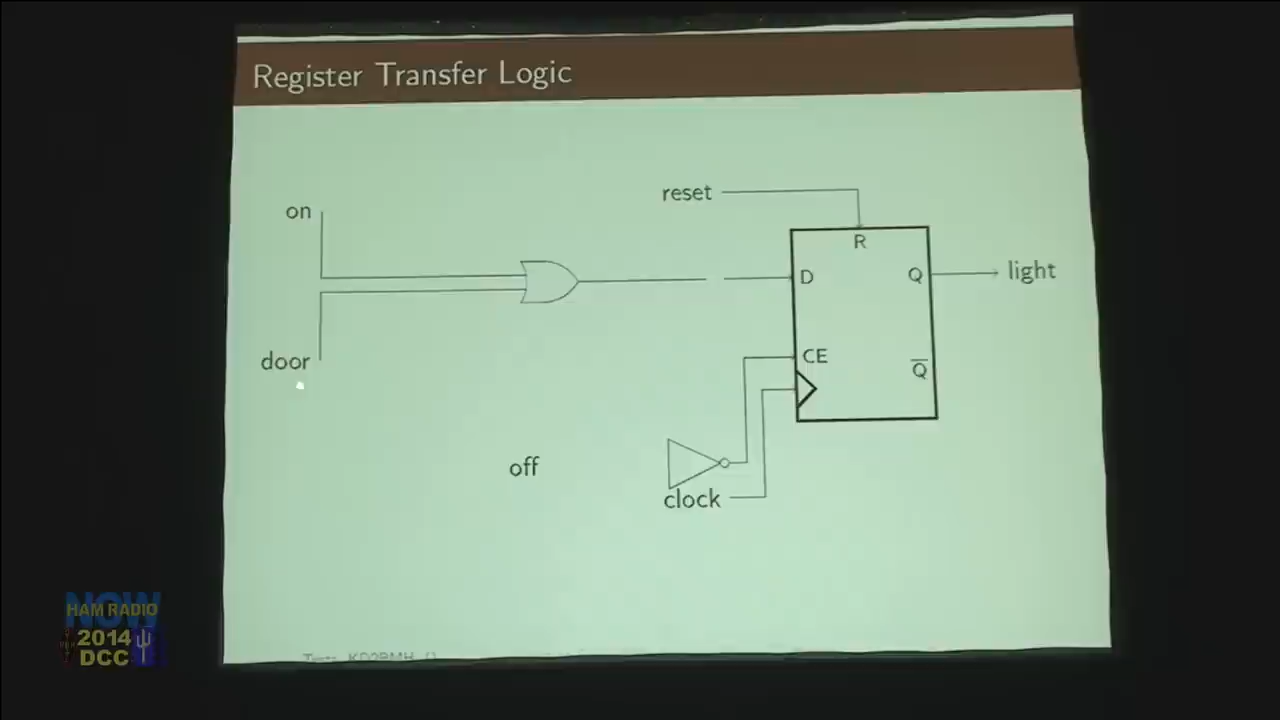 Register Transfer Logic
on
reset
R
D
Q
light
door
CE
Q
off
clock
NOW
HAM RADIO
2014
DCC